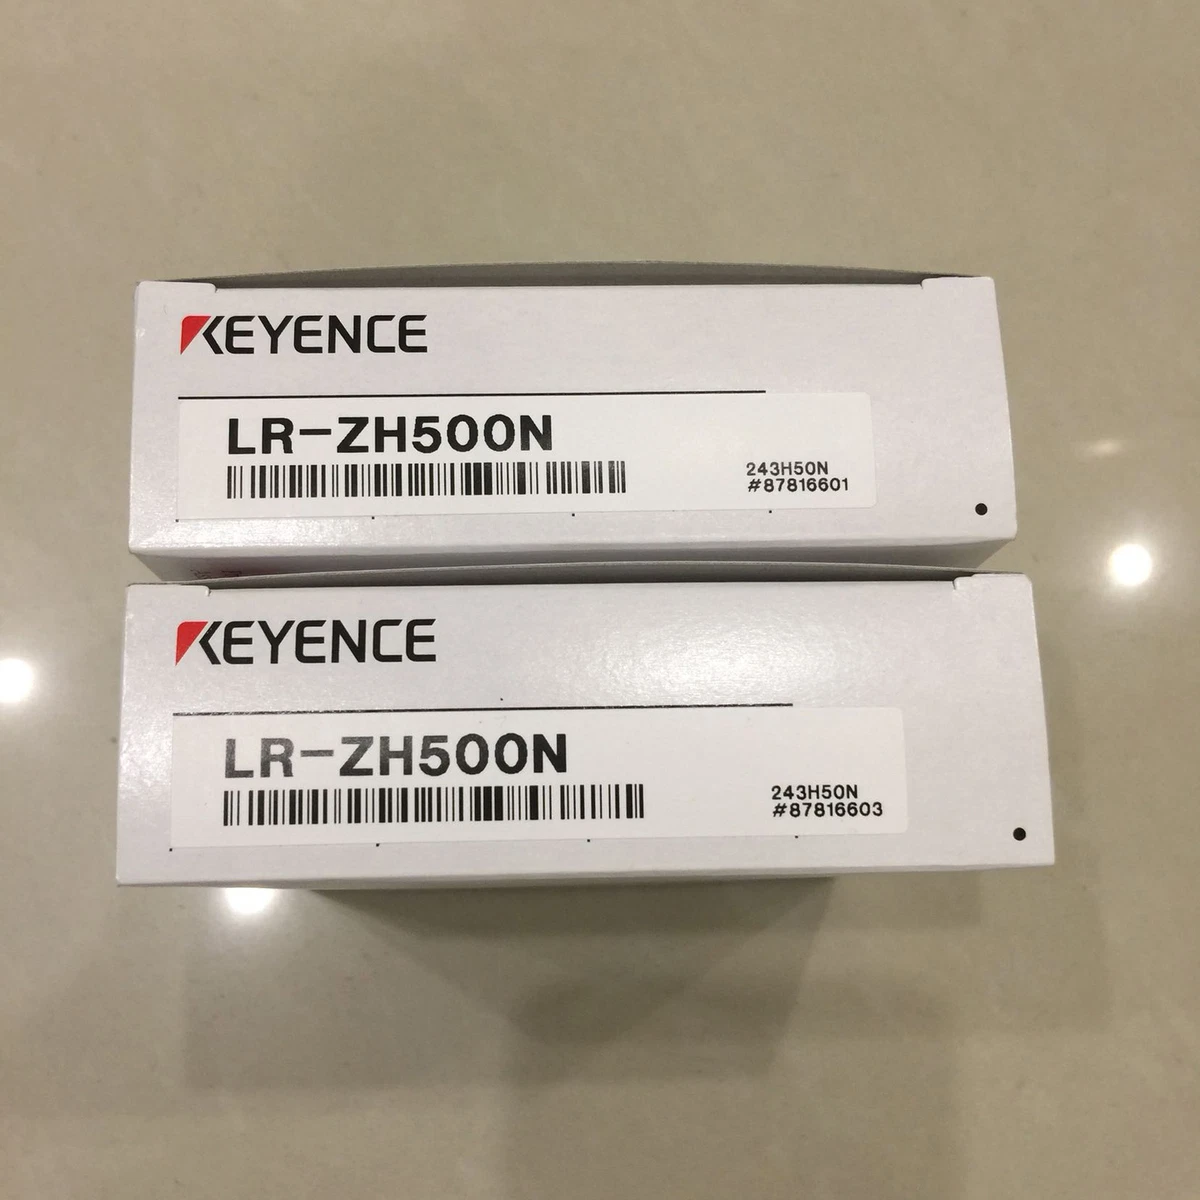 KEYENCE
LR-ZH500N
243H50N
#87816601
KEYENCE
LR-ZH500N
243H50N
#87816603